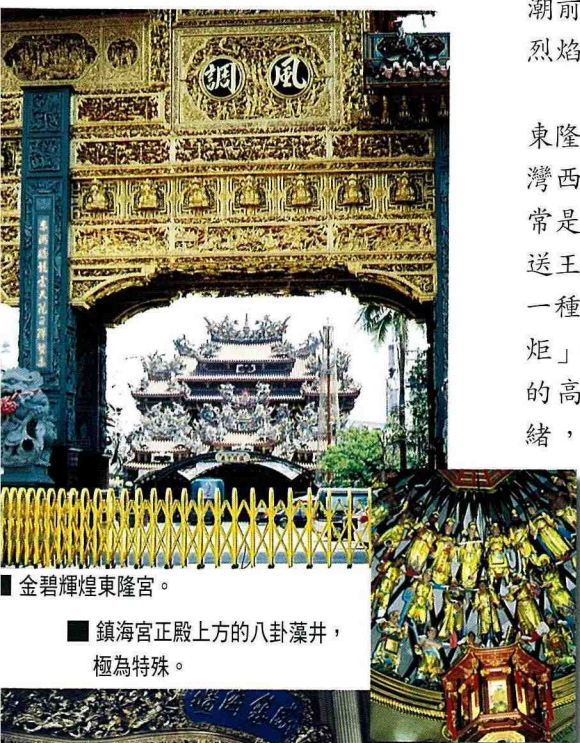 潮前
烈焰
東隆
灣西
常是
送王
一種
炬」
的高
緒，
調風
■ 金碧輝煌東隆宮。
■ 鎮海宮正殿上方的八卦藻井，
極為特殊。